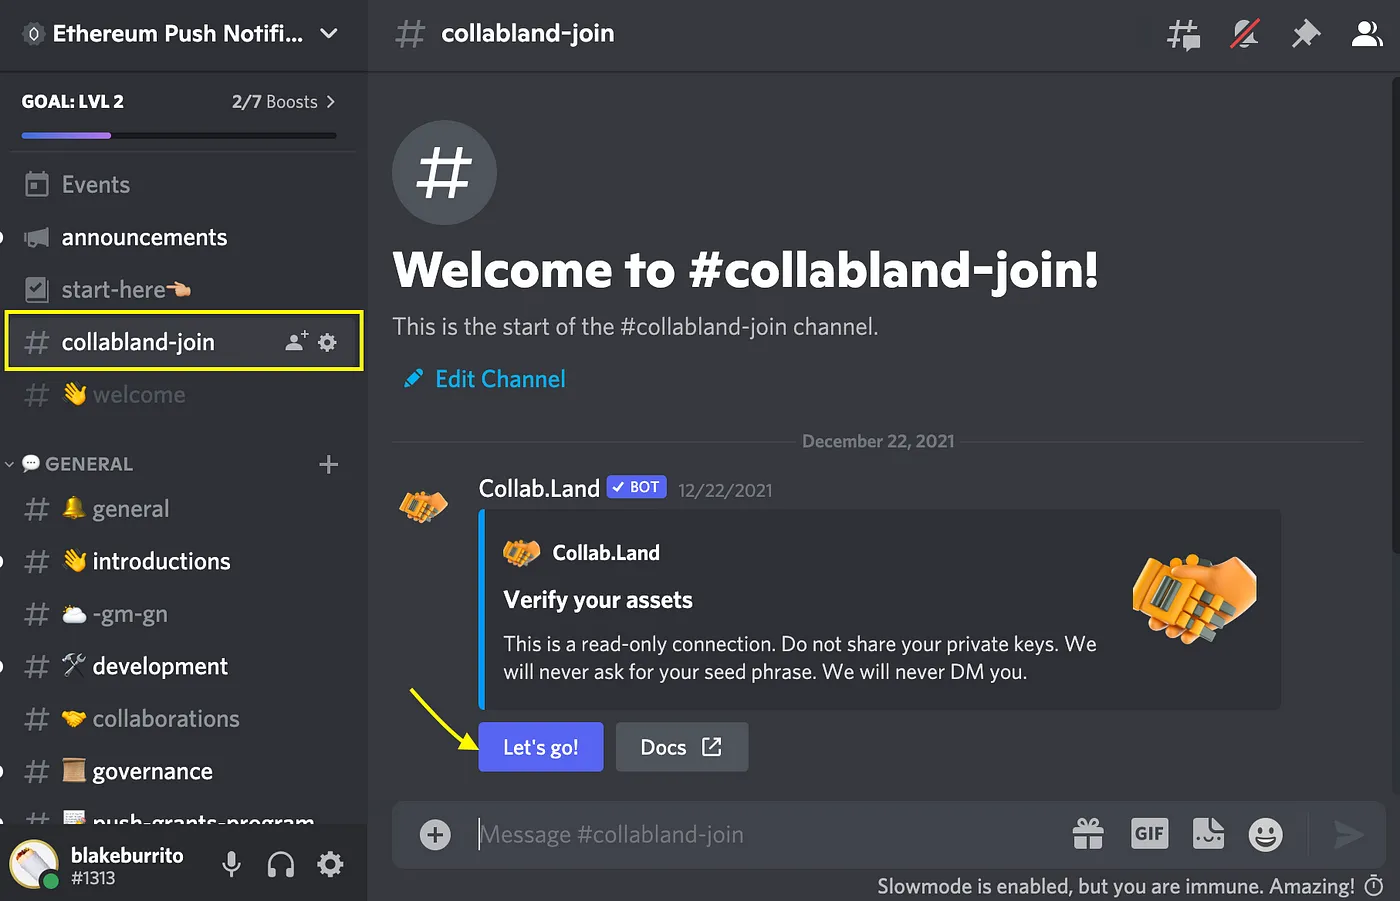 Ethereum Push Notifi...
GOAL: LVL 2
2/7 Boosts
Events
announcements
start-here
collabland-join
welcome
GENERAL
general
introductions
-gm-gn
development
collaborations
governance
push-grants-program
blakeburrito
#1313
# collabland-join
#
Welcome to #collabland-join!
This is the start of the #collabland-join channel.
Edit Channel
December 22, 2021
Collab.Land BOT 12/22/2021
Collab.Land
Verify your assets
This is a read-only connection. Do not share your private keys. We
will never ask for your seed phrase. We will never DM you.
Let's go!
Docs
Message #collabland-join
GIF
Slowmode is enabled, but you are immune. Amazing!